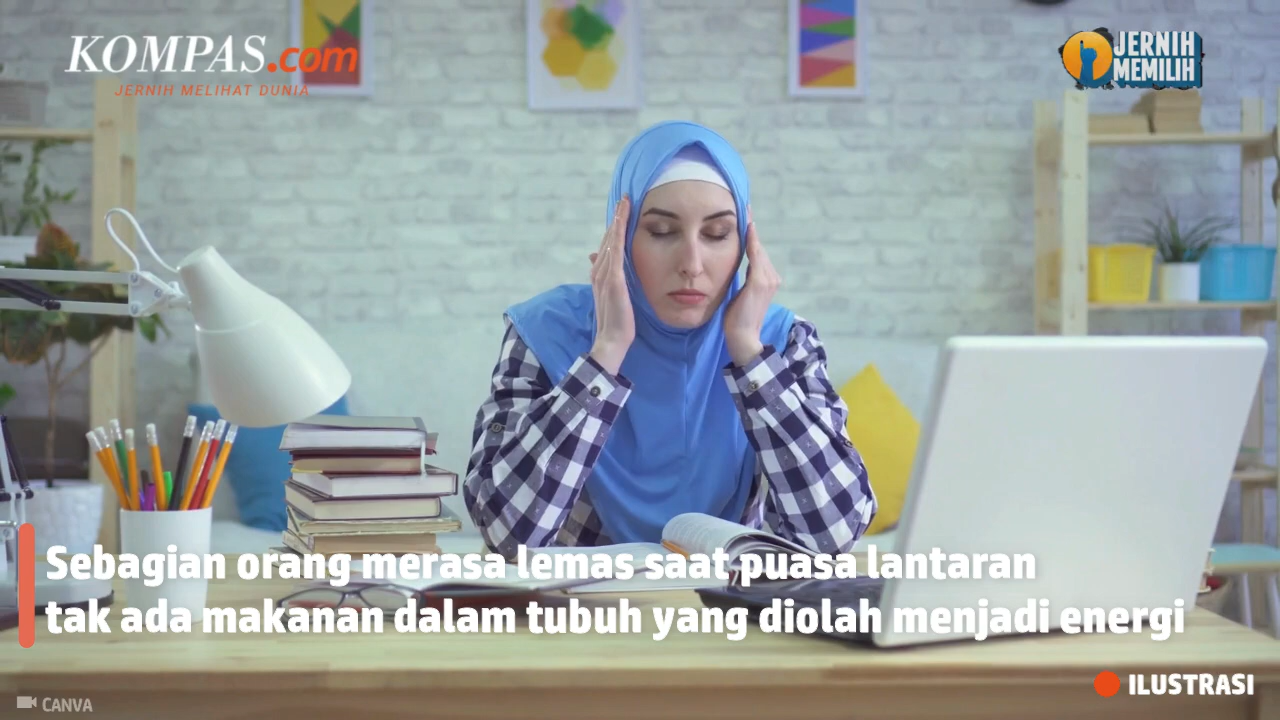 KOMPAS.com
JERNIH MELIHAT DUNIA
JERNIH
MEMILIH
Sebagian orang merasa lemas saat puasa lantaran
tak ada makanan dalam tubuh yang diolah menjadi energi
ILUSTRASI
CANVA